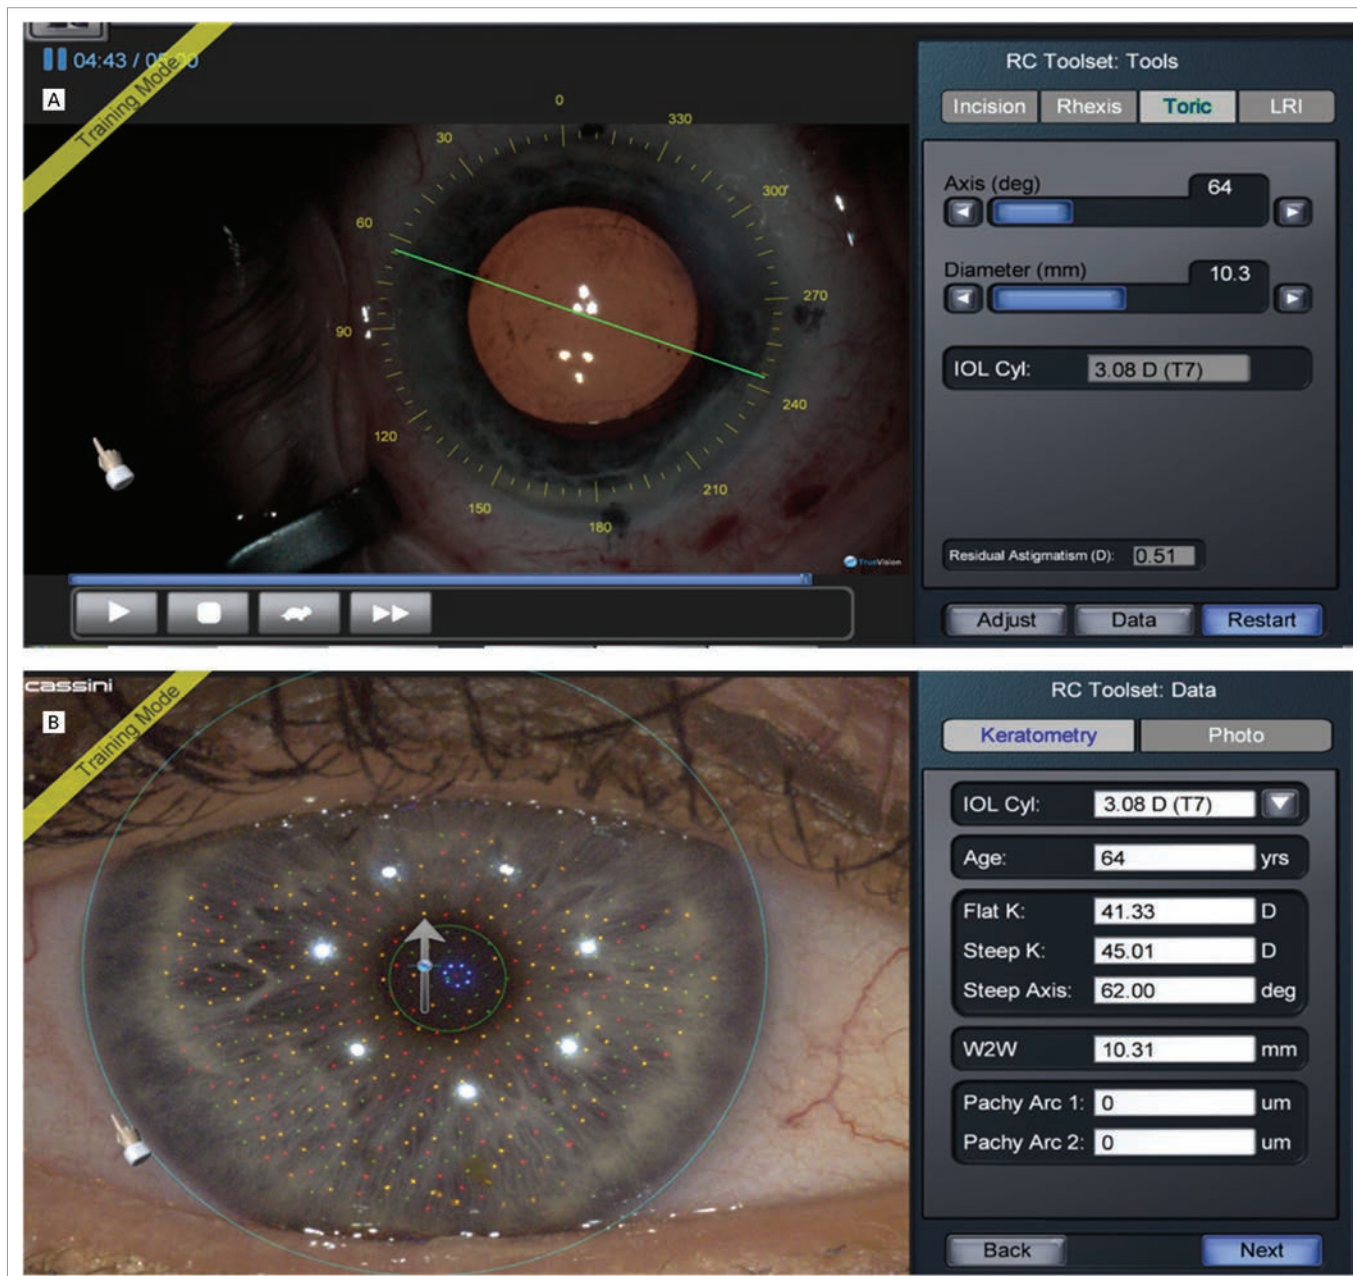 04:43 / 05:00
Training Mode
A
0
30
330
60
300
90
270
120
240
150
210
180
TrueVision
RC Toolset: Tools
Incision Rhexis Toric LRI
Axis (deg) 64
Diameter (mm) 10.3
IOL Cyl: 3.08 D (T7)
Residual Astigmatism (D): 0.51
Adjust Data Restart
cassini
Training Mode
B
RC Toolset: Data
Keratometry Photo
IOL Cyl: 3.08 D (T7)
Age: 64 yrs
Flat K: 41.33 D
Steep K: 45.01 D
Steep Axis: 62.00 deg
W2W 10.31 mm
Pachy Arc 1: 0 um
Pachy Arc 2: 0 um
Back Next